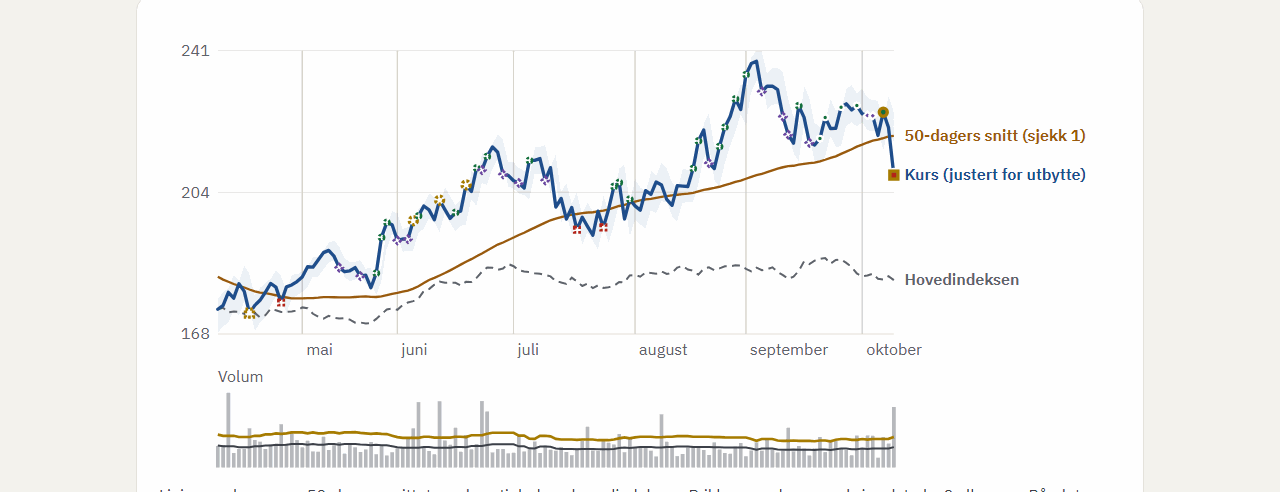 241
50-dagers snitt (sjekk 1)
Kurs (justert for utbytte)
204
Hovedindeksen
168
mai juni juli august september oktober
Volum